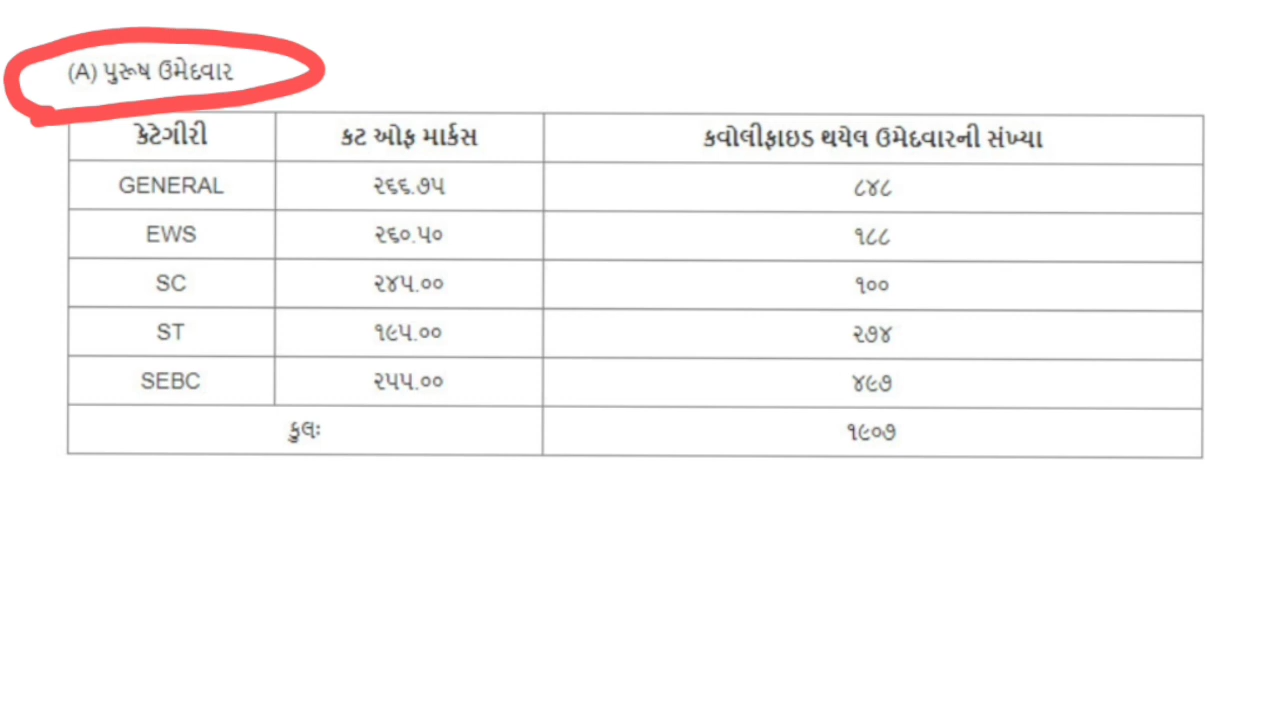 (A) પુરૂષ ઉમેદવાર
કેટેગીરી કટ ઓફ માર્કસ કવોલીફાઇડ થયેલ ઉમેદવારની સંખ્યા
GENERAL ૨૬૬.૭૫ ૮૪૮
EWS ૨૬૦.૫૦ ૧૮૮
SC ૨૪૫.૦૦ ૧૦૦
ST ૧૯૫.૦૦ ૨૭૪
SEBC ૨૫૫.૦૦ ૪૯૭
કુલઃ ૧૯૦૭